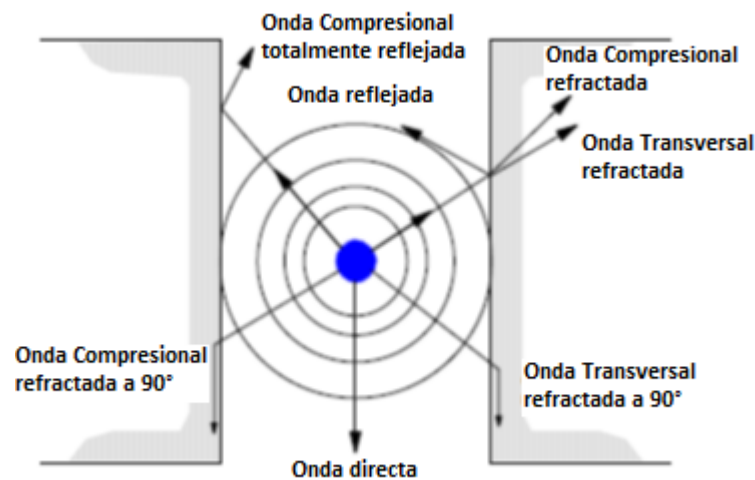 Onda Compresional
totalmente reflejada
Onda Compresional
refractada
Onda reflejada
Onda Transversal
refractada
Onda Compresional
refractada a 90°
Onda Transversal
refractada a 90°
Onda directa